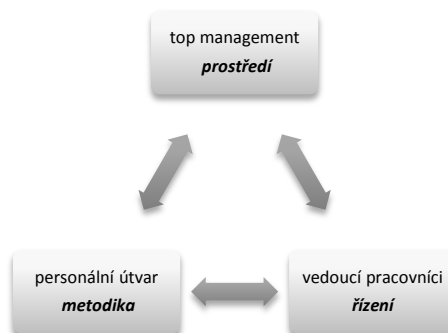 top management
prostředí
personální útvar
metodika
vedoucí pracovníci
řízení